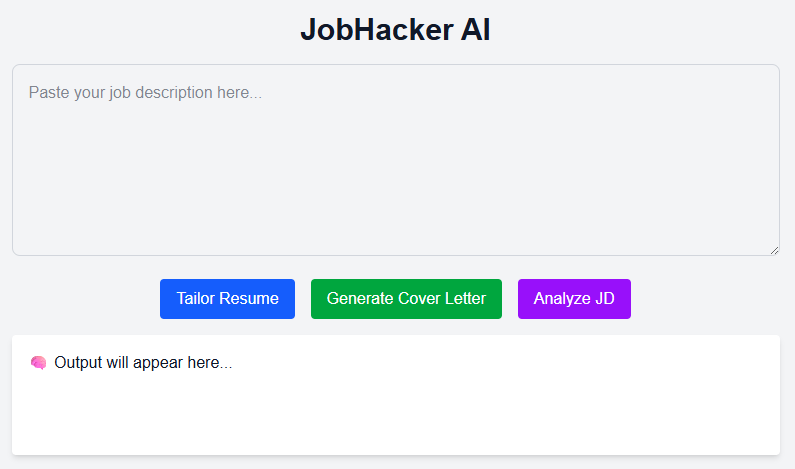 JobHacker AI
Paste your job description here...
Tailor Resume
Generate Cover Letter
Analyze JD
🧠 Output will appear here...